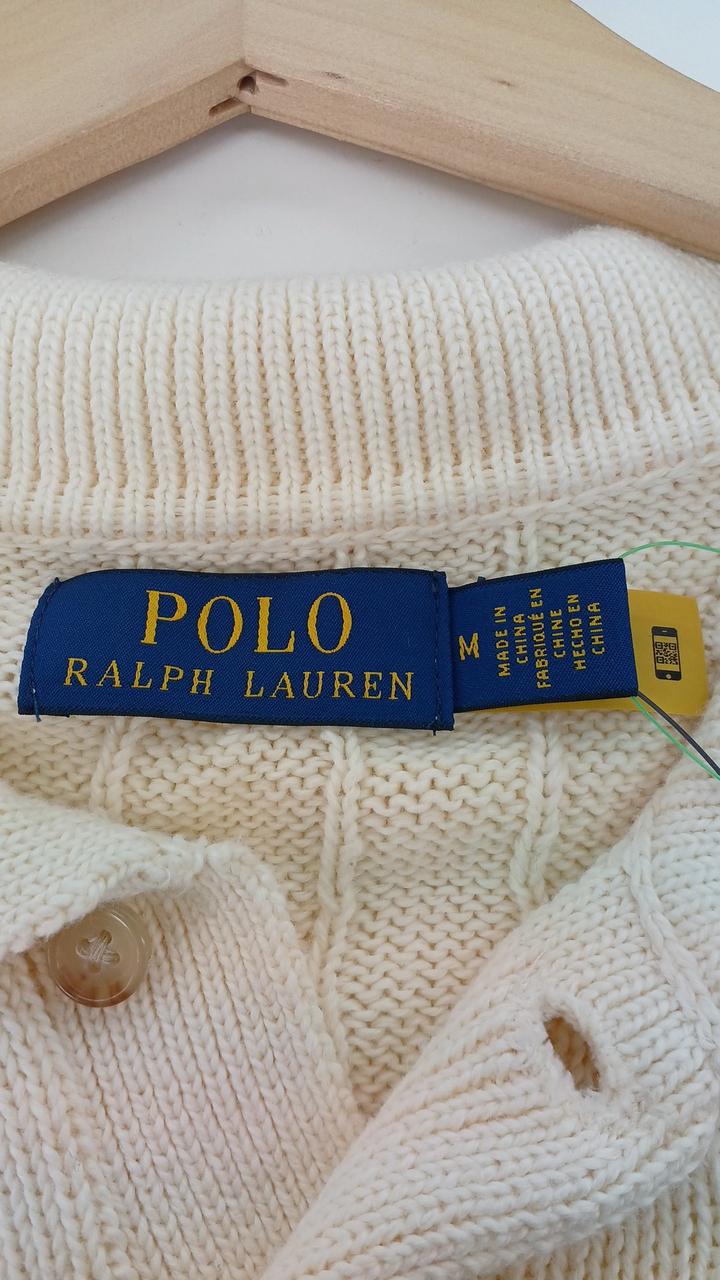 POLO
RALPH LAUREN
M
MADE IN
CHINA
FABRIQUÉ EN
CHINE
HECHO EN
CHINA